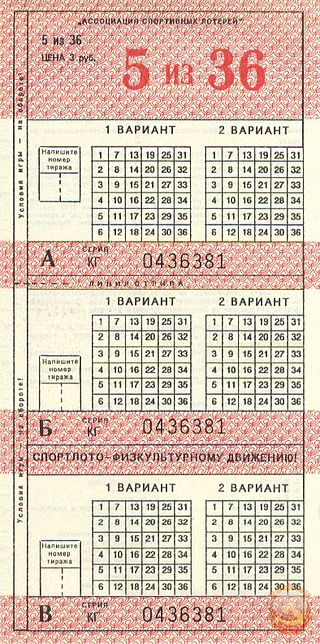 „АССОЦИАЦИЯ СПОРТИВНЫХ ЛОТЕРЕЙ"
5 из 36
ЦЕНА 3 руб.
5 из 36
Условия игры — на обороте!
1 ВАРИАНТ 2 ВАРИАНТ
Напишите
номер
тиража
1 7 13 19 25 31 1 7 13 19 25 31
2 8 14 20 26 32 2 8 14 20 26 32
3 9 15 21 27 33 3 9 15 21 27 33
4 10 16 22 28 34 4 10 16 22 28 34
5 11 17 23 29 35 5 11 17 23 29 35
6 12 18 24 30 36 6 12 18 24 30 36
А СЕРИЯ
КГ 0436381
ЛИНИЯ ОТРЫВА
1 ВАРИАНТ 2 ВАРИАНТ
Напишите
номер
тиража
1 7 13 19 25 31 1 7 13 19 25 31
2 8 14 20 26 32 2 8 14 20 26 32
3 9 15 21 27 33 3 9 15 21 27 33
4 10 16 22 28 34 4 10 16 22 28 34
5 11 17 23 29 35 5 11 17 23 29 35
6 12 18 24 30 36 6 12 18 24 30 36
Б СЕРИЯ
КГ 0436381
Условия игры на обороте!
СПОРТЛОТО–ФИЗКУЛЬТУРНОМУ ДВИЖЕНИЮ!
1 ВАРИАНТ 2 ВАРИАНТ
Напишите
номер
тиража
1 7 13 19 25 31 1 7 13 19 25 31
2 8 14 20 26 32 2 8 14 20 26 32
3 9 15 21 27 33 3 9 15 21 27 33
4 10 16 22 28 34 4 10 16 22 28 34
5 11 17 23 29 35 5 11 17 23 29 35
6 12 18 24 30 36 6 12 18 24 30 36
В СЕРИЯ
КГ 0436381